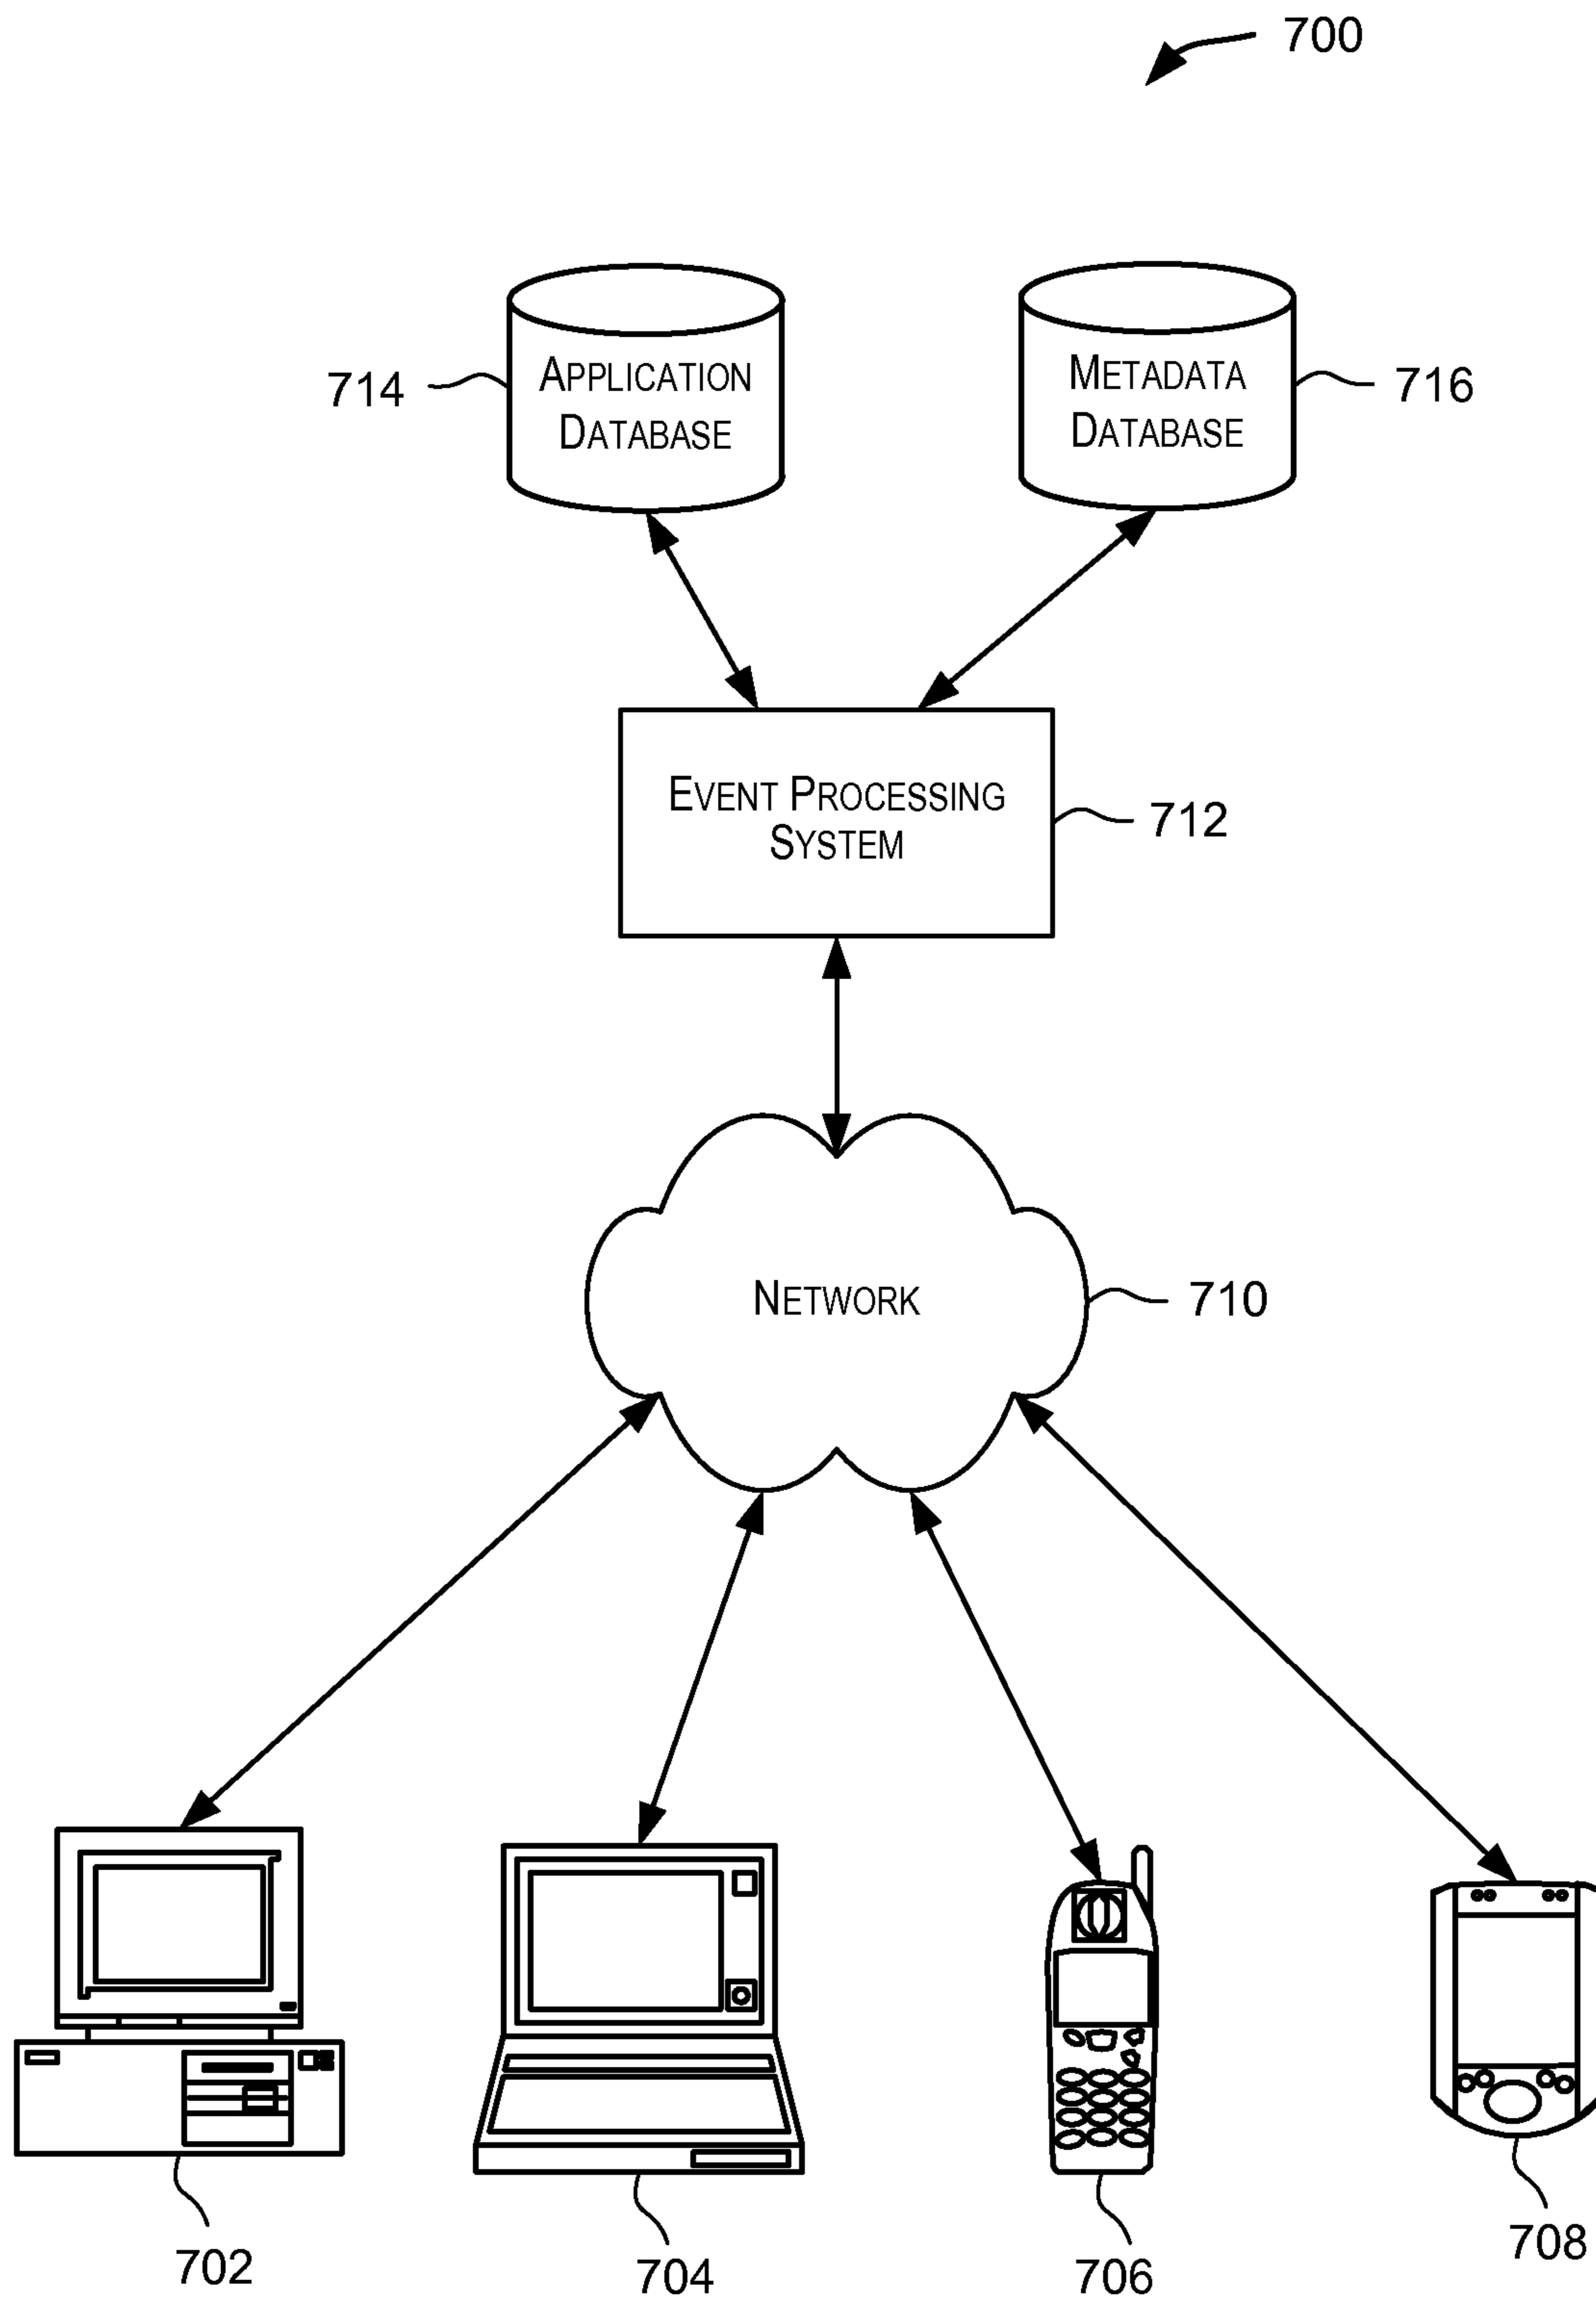 700
714
APPLICATION
DATABASE
METADATA
DATABASE
716
EVENT PROCESSING
SYSTEM
712
NETWORK
710
702
704
706
708